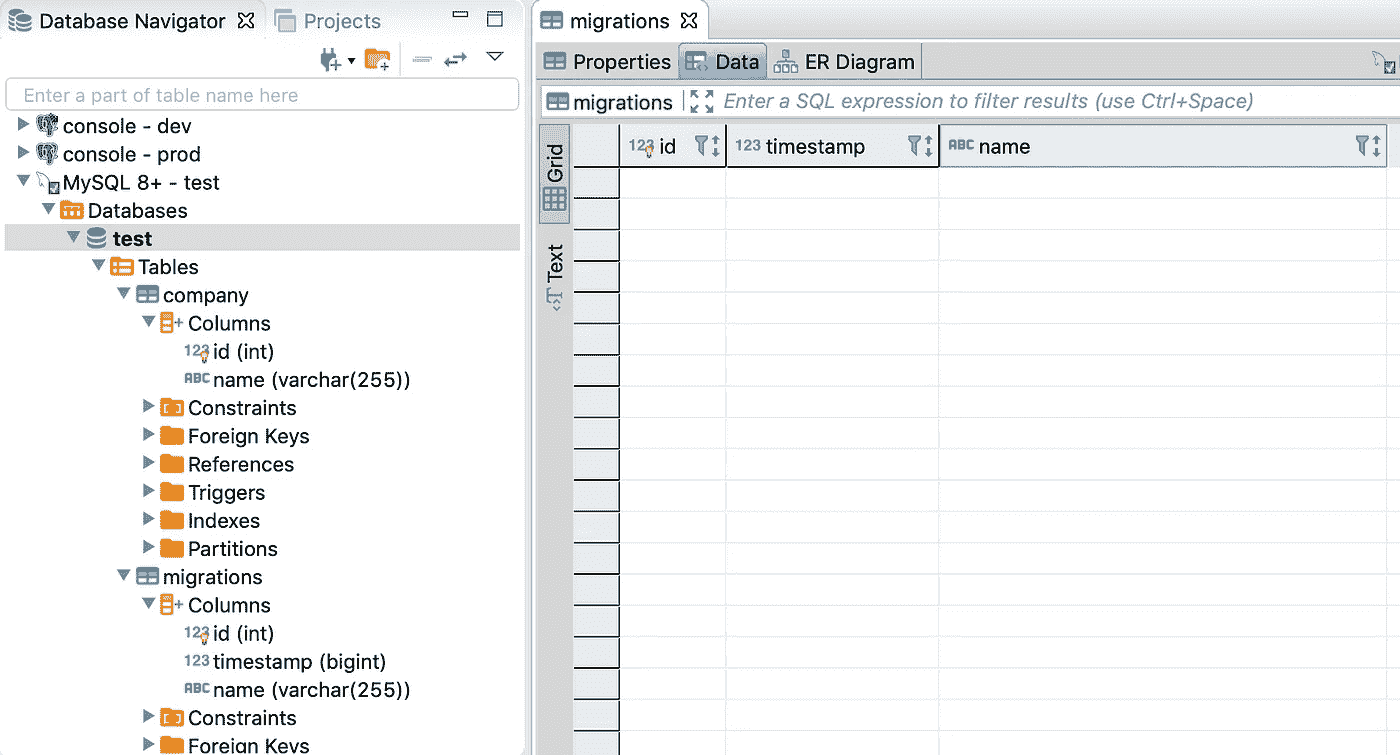 Database Navigator
Projects
Enter a part of table name here
console - dev
console - prod
MySQL 8+ - test
Databases
test
Tables
company
Columns
123 id (int)
ABC name (varchar(255))
Constraints
Foreign Keys
References
Triggers
Indexes
Partitions
migrations
Columns
123 id (int)
123 timestamp (bigint)
ABC name (varchar(255))
Constraints
Foreign Keys
migrations
Properties
Data
ER Diagram
migrations
Enter a SQL expression to filter results (use Ctrl+Space)
Grid
Text
123 id
123 timestamp
ABC name